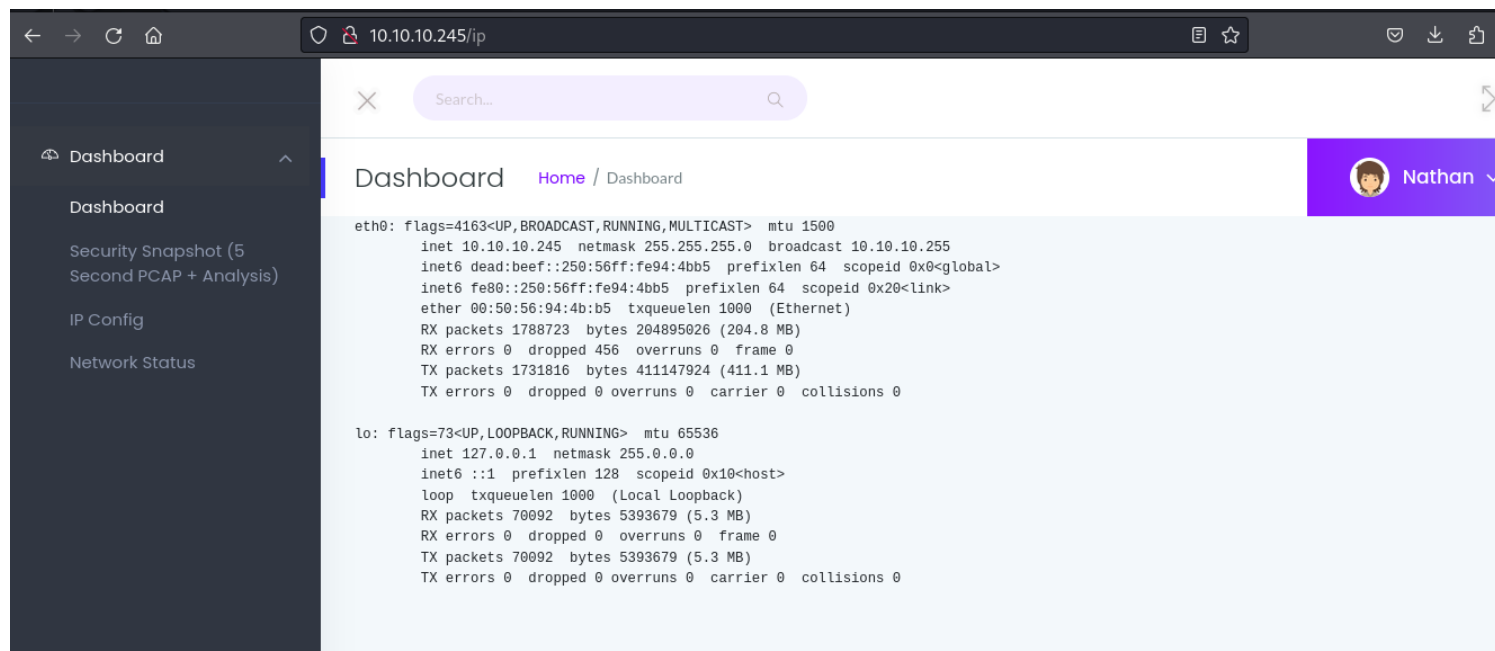 10.10.10.245/ip
Search...
Dashboard
Dashboard
Security Snapshot (5
Second PCAP + Analysis)
IP Config
Network Status
Dashboard Home / Dashboard
Nathan
eth0: flags=4163<UP,BROADCAST,RUNNING,MULTICAST>  mtu 1500
        inet 10.10.10.245  netmask 255.255.255.0  broadcast 10.10.10.255
        inet6 dead:beef::250:56ff:fe94:4bb5  prefixlen 64  scopeid 0x0<global>
        inet6 fe80::250:56ff:fe94:4bb5  prefixlen 64  scopeid 0x20<link>
        ether 00:50:56:94:4b:b5  txqueuelen 1000  (Ethernet)
        RX packets 1788723  bytes 204895026 (204.8 MB)
        RX errors 0  dropped 456  overruns 0  frame 0
        TX packets 1731816  bytes 411147924 (411.1 MB)
        TX errors 0  dropped 0 overruns 0  carrier 0  collisions 0
lo: flags=73<UP,LOOPBACK,RUNNING>  mtu 65536
        inet 127.0.0.1  netmask 255.0.0.0
        inet6 ::1  prefixlen 128  scopeid 0x10<host>
        loop  txqueuelen 1000  (Local Loopback)
        RX packets 70092  bytes 5393679 (5.3 MB)
        RX errors 0  dropped 0  overruns 0  frame 0
        TX packets 70092  bytes 5393679 (5.3 MB)
        TX errors 0  dropped 0 overruns 0  carrier 0  collisions 0